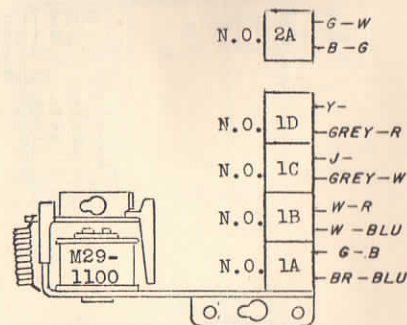 G-W
N.O. 2A
B-G
Y-
N.O. 1D
GREY-R
J-
N.O. 1C
GREY-W
W-R
N.O. 1B
W-BLU
G-B
N.O. 1A
BR-BLU
M29-
1100